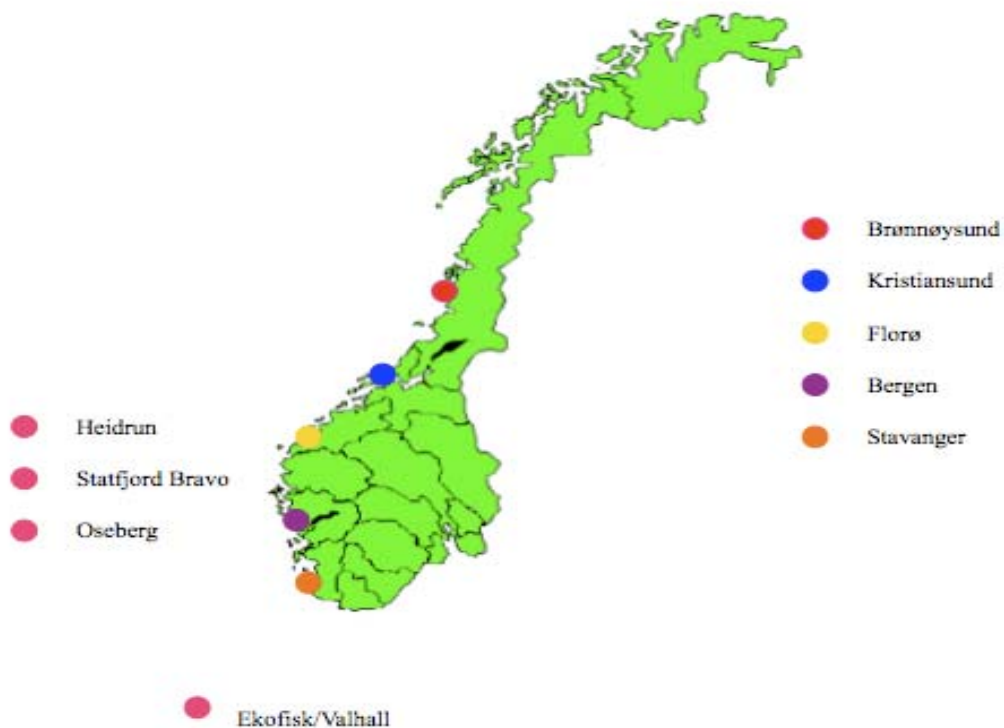 Brønnøysund
Kristiansund
Florø
Bergen
Stavanger
Heidrun
Statfjord Bravo
Oseberg
Ekofisk/Valhall